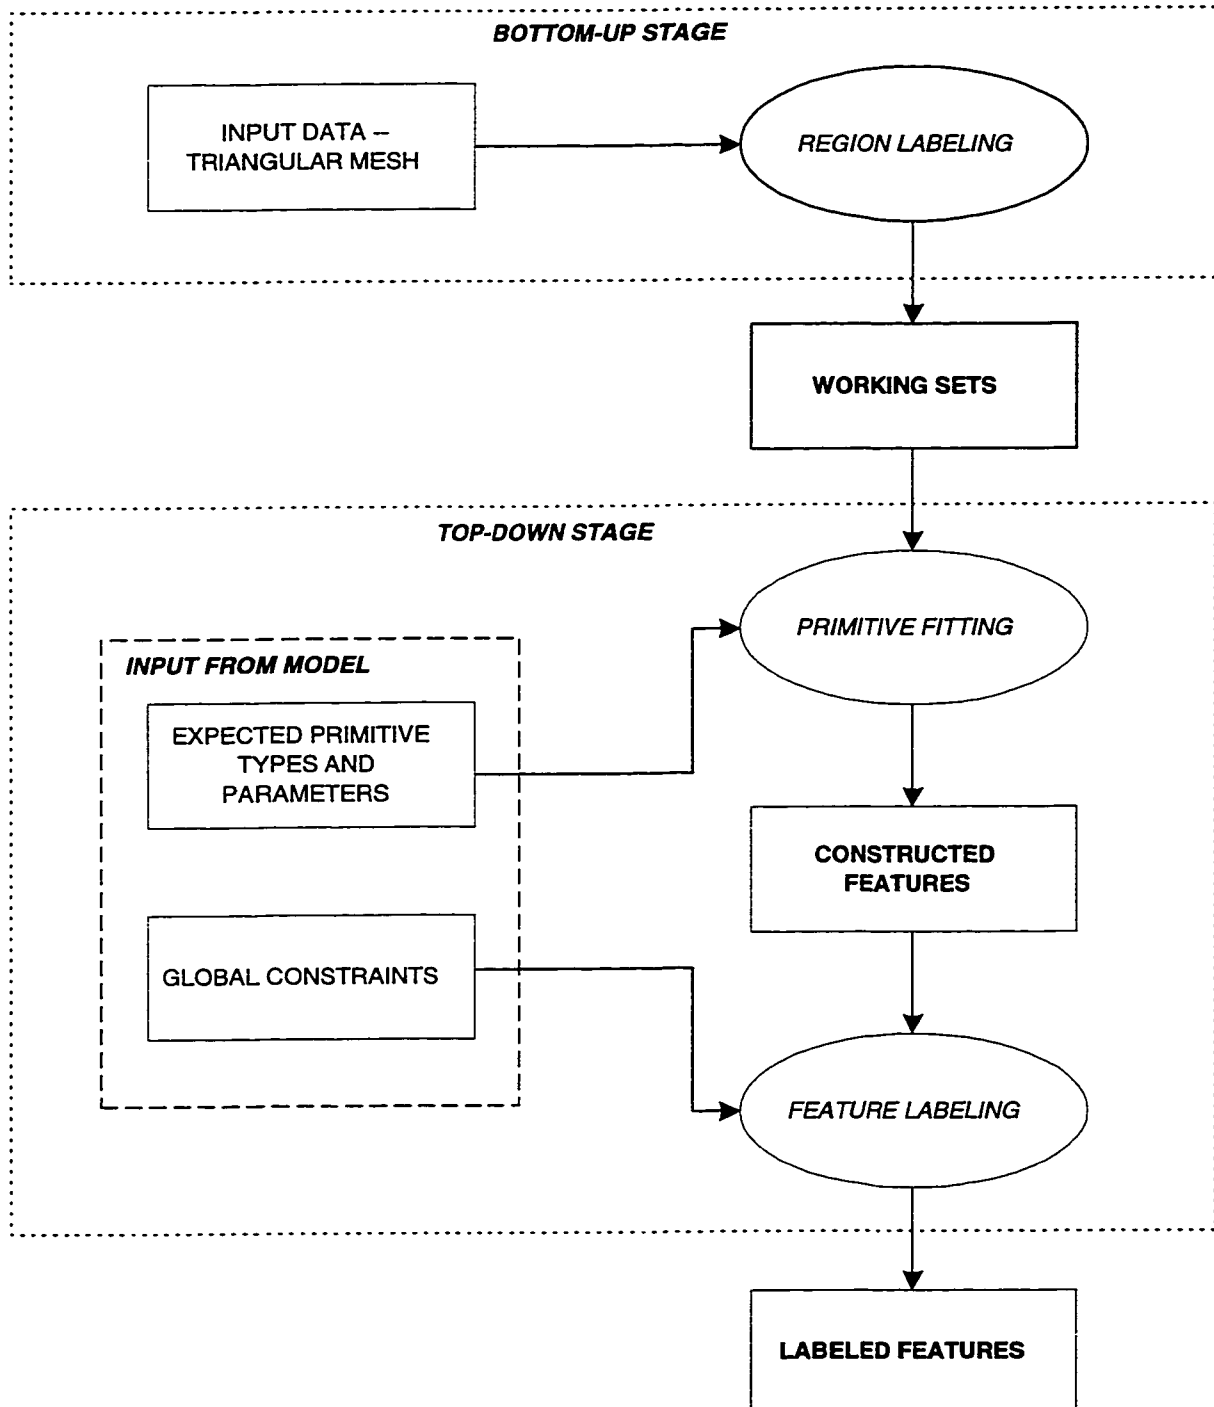 BOTTOM-UP STAGE
INPUT DATA –
TRIANGULAR MESH
REGION LABELING
WORKING SETS
TOP-DOWN STAGE
PRIMITIVE FITTING
INPUT FROM MODEL
EXPECTED PRIMITIVE
TYPES AND
PARAMETERS
CONSTRUCTED
FEATURES
GLOBAL CONSTRAINTS
FEATURE LABELING
LABELED FEATURES